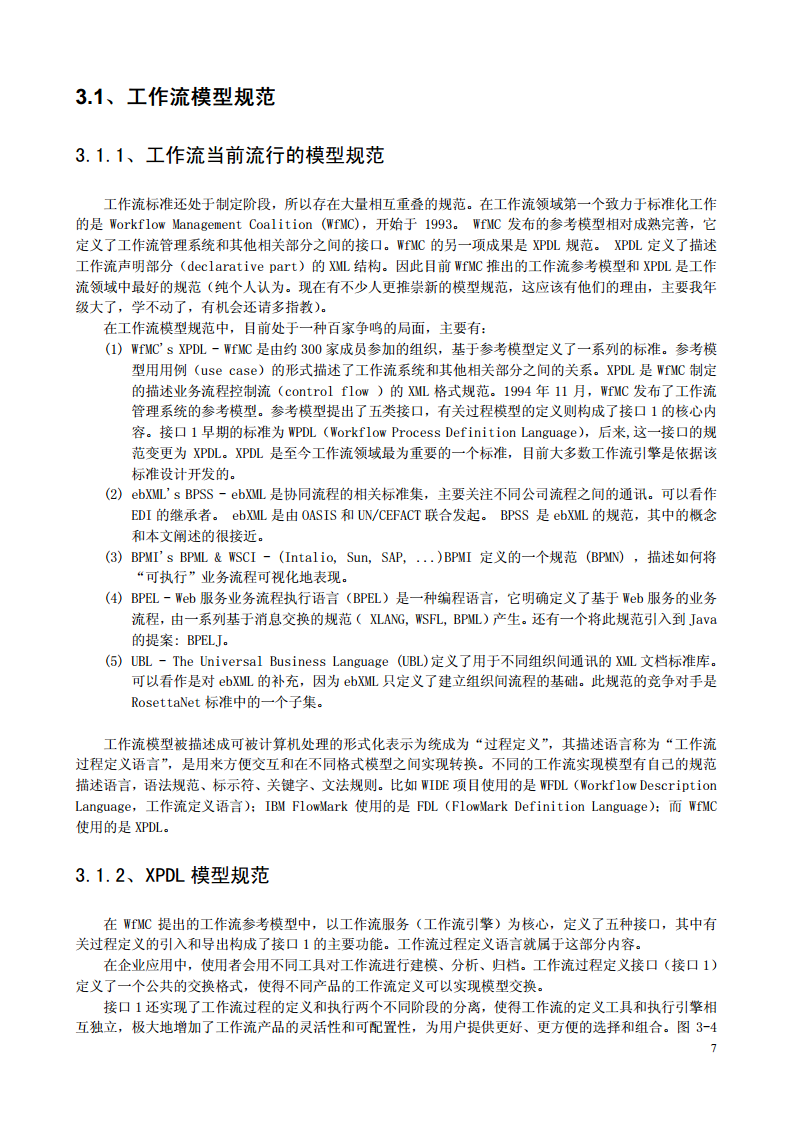 3.1、工作流模型规范
3.1.1、工作流当前流行的模型规范
工作流标准还处于制定阶段，所以存在大量相互重叠的规范。在工作流领域第一个致力于标准化工作
的是 Workflow Management Coalition (WfMC)，开始于 1993。 WfMC 发布的参考模型相对成熟完善，它
定义了工作流管理系统和其他相关部分之间的接口。WfMC 的另一项成果是 XPDL 规范。 XPDL 定义了描述
工作流声明部分（declarative part）的 XML 结构。因此目前 WfMC 推出的工作流参考模型和 XPDL 是工作
流领域中最好的规范（纯个人认为。现在有不少人更推崇新的模型规范，这应该有他们的理由，主要我年
级大了，学不动了，有机会还请多指教）。
在工作流模型规范中，目前处于一种百家争鸣的局面，主要有：
(1) WfMC's XPDL - WfMC 是由约 300 家成员参加的组织，基于参考模型定义了一系列的标准。参考模
型用用例（use case）的形式描述了工作流系统和其他相关部分之间的关系。XPDL 是 WfMC 制定
的描述业务流程控制流（control flow ）的 XML 格式规范。1994 年 11 月，WfMC 发布了工作流
管理系统的参考模型。参考模型提出了五类接口，有关过程模型的定义则构成了接口 1 的核心内
容。接口 1 早期的标准为 WPDL（Workflow Process Definition Language），后来,这一接口的规
范变更为 XPDL。XPDL 是至今工作流领域最为重要的一个标准，目前大多数工作流引擎是依据该
标准设计开发的。
(2) ebXML's BPSS - ebXML 是协同流程的相关标准集，主要关注不同公司流程之间的通讯。可以看作
EDI 的继承者。 ebXML 是由 OASIS 和 UN/CEFACT 联合发起。 BPSS 是 ebXML 的规范，其中的概念
和本文阐述的很接近。
(3) BPMI's BPML & WSCI - (Intalio, Sun, SAP, ...)BPMI 定义的一个规范 (BPMN) ，描述如何将
“可执行”业务流程可视化地表现。
(4) BPEL - Web 服务业务流程执行语言（BPEL）是一种编程语言，它明确定义了基于 Web 服务的业务
流程，由一系列基于消息交换的规范（ XLANG, WSFL, BPML）产生。还有一个将此规范引入到 Java
的提案: BPELJ。
(5) UBL - The Universal Business Language (UBL)定义了用于不同组织间通讯的 XML 文档标准库。
可以看作是对 ebXML 的补充，因为 ebXML 只定义了建立组织间流程的基础。此规范的竞争对手是
RosettaNet 标准中的一个子集。
工作流模型被描述成可被计算机处理的形式化表示为统成为“过程定义”，其描述语言称为“工作流
过程定义语言”，是用来方便交互和在不同格式模型之间实现转换。不同的工作流实现模型有自己的规范
描述语言，语法规范、标示符、关键字、文法规则。比如 WIDE 项目使用的是 WFDL（Workflow Description
Language，工作流定义语言）；IBM FlowMark 使用的是 FDL（FlowMark Definition Language）；而 WfMC
使用的是 XPDL。
3.1.2、XPDL 模型规范
在 WfMC 提出的工作流参考模型中，以工作流服务（工作流引擎）为核心，定义了五种接口，其中有
关过程定义的引入和导出构成了接口 1 的主要功能。工作流过程定义语言就属于这部分内容。
在企业应用中，使用者会用不同工具对工作流进行建模、分析、归档。工作流过程定义接口（接口 1）
定义了一个公共的交换格式，使得不同产品的工作流定义可以实现模型交换。
接口 1 还实现了工作流过程的定义和执行两个不同阶段的分离，使得工作流的定义工具和执行引擎相
互独立，极大地增加了工作流产品的灵活性和可配置性，为用户提供更好、更方便的选择和组合。图 3-4
7